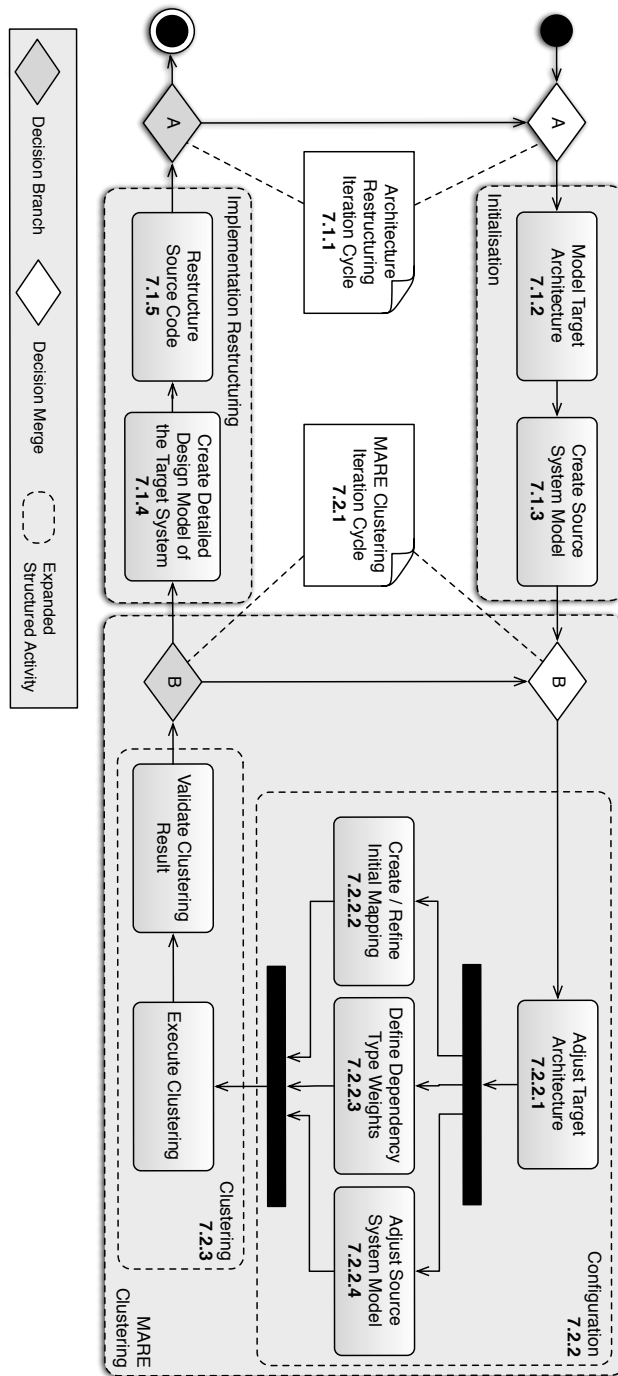 A
Initialisation
Model Target
Architecture
7.1.2
Create Source
System Model
7.1.3
B
Adjust Target
Architecture
7.2.2.1
Configuration
7.2.2
Create / Refine
Initial Mapping
7.2.2.2
Define Dependency
Type Weights
7.2.2.3
Adjust Source
System Model
7.2.2.4
Architecture
Restructuring
Iteration Cycle
7.1.1
MARE Clustering
Iteration Cycle
7.2.1
A
Implementation Restructuring
Restructure
Source Code
7.1.5
Create Detailed
Design Model of
the Target System
7.1.4
B
Validate Clustering
Result
Execute Clustering
Clustering
7.2.3
MARE
Clustering
Decision Branch
Decision Merge
Expanded
Structured Activity